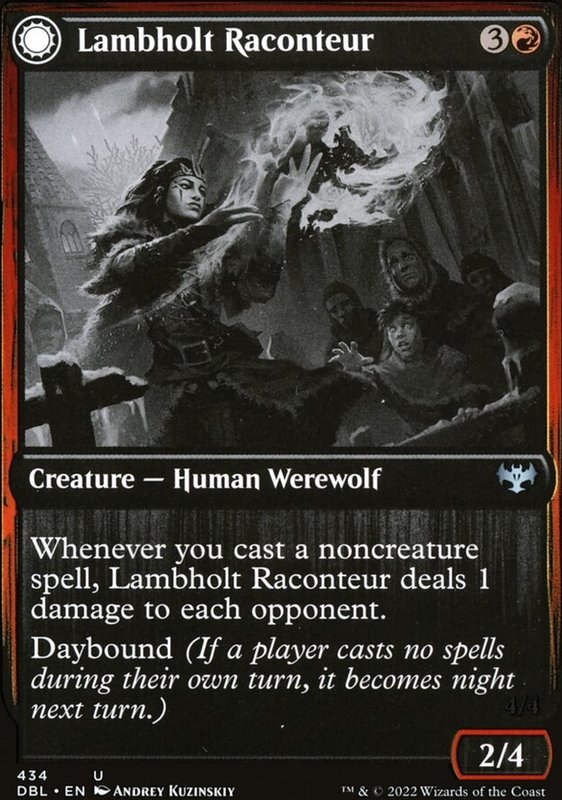 Lambholt Raconteur 3
Creature — Human Werewolf
Whenever you cast a noncreature
spell, Lambholt Raconteur deals 1
damage to each opponent.
Daybound (If a player casts no spells
during their own turn, it becomes night
next turn.)
4/4
2/4
434 U
DBL • EN Andrey Kuzinskiy ™ & © 2022 Wizards of the Coast